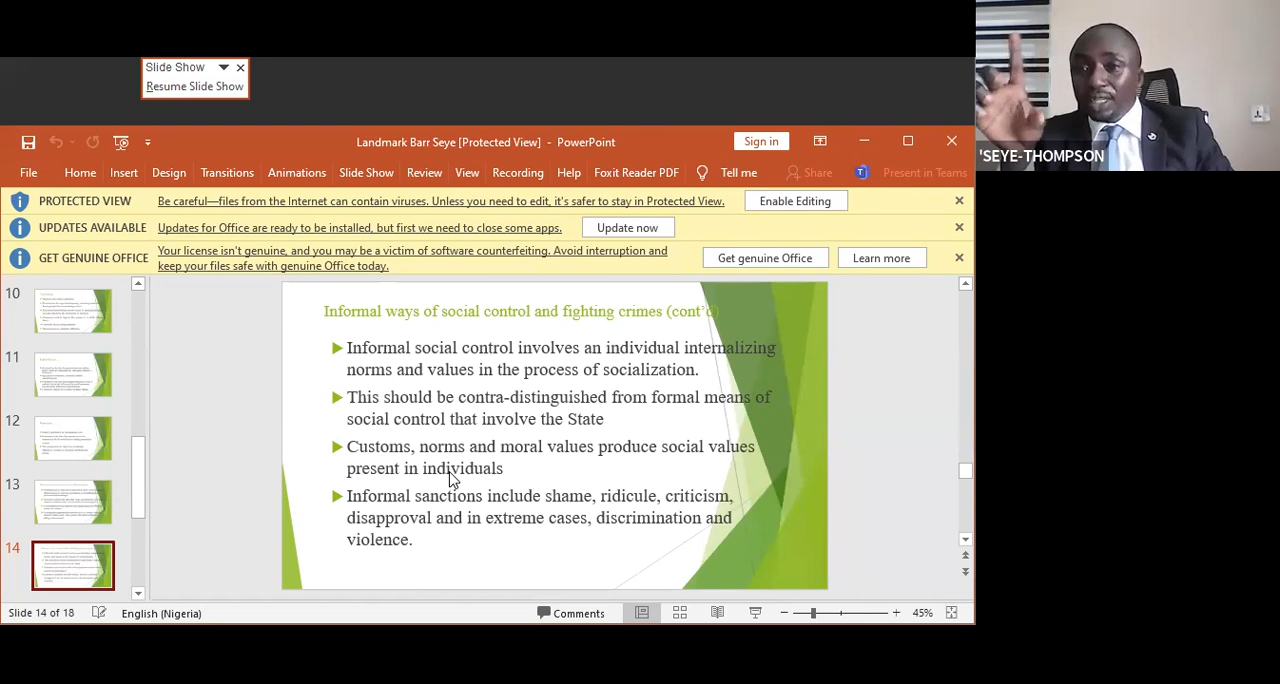 Slide Show
Resume Slide Show
'SEYE-THOMPSON
Landmark Barr Seye [Protected View] - PowerPoint
Sign in
File Home Insert Design Transitions Animations Slide Show Review View Recording Help Foxit Reader PDF Tell me Share Present in Teams
PROTECTED VIEW Be careful—files from the Internet can contain viruses. Unless you need to edit, it's safer to stay in Protected View. Enable Editing
UPDATES AVAILABLE Updates for Office are ready to be installed, but first we need to close some apps. Update now
GET GENUINE OFFICE Your license isn't genuine, and you may be a victim of software counterfeiting. Avoid interruption and
keep your files safe with genuine Office today.
Get genuine Office Learn more
10
11
12
13
14
Informal ways of social control and fighting crimes (cont'd)
Informal social control involves an individual internalizing
norms and values in the process of socialization.
This should be contra-distinguished from formal means of
social control that involve the State
Customs, norms and moral values produce social values
present in individuals
Informal sanctions include shame, ridicule, criticism,
disapproval and in extreme cases, discrimination and
violence.
Slide 14 of 18 English (Nigeria) Comments 45%